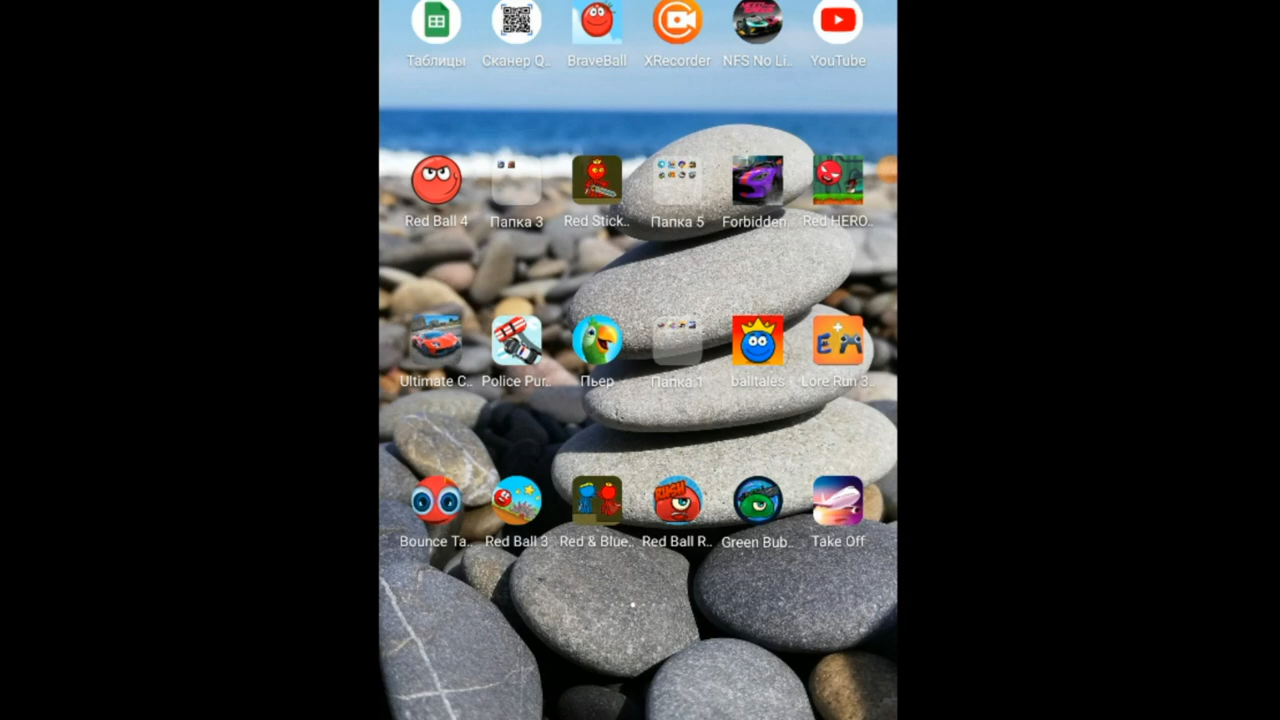 Таблицы
Сканер Q..
BraveBall
XRecorder
NFS No Li..
YouTube
Red Ball 4
Папка 3
Red Stick..
Папка 5
Forbidden..
Red HERO..
Ultimate C..
Police Pur..
Пьер
Папка 1
balltales
Lore Run 3..
Bounce Ta..
Red Ball 3
Red & Blue..
RUSH
Red Ball R..
Green Bub..
Take Off